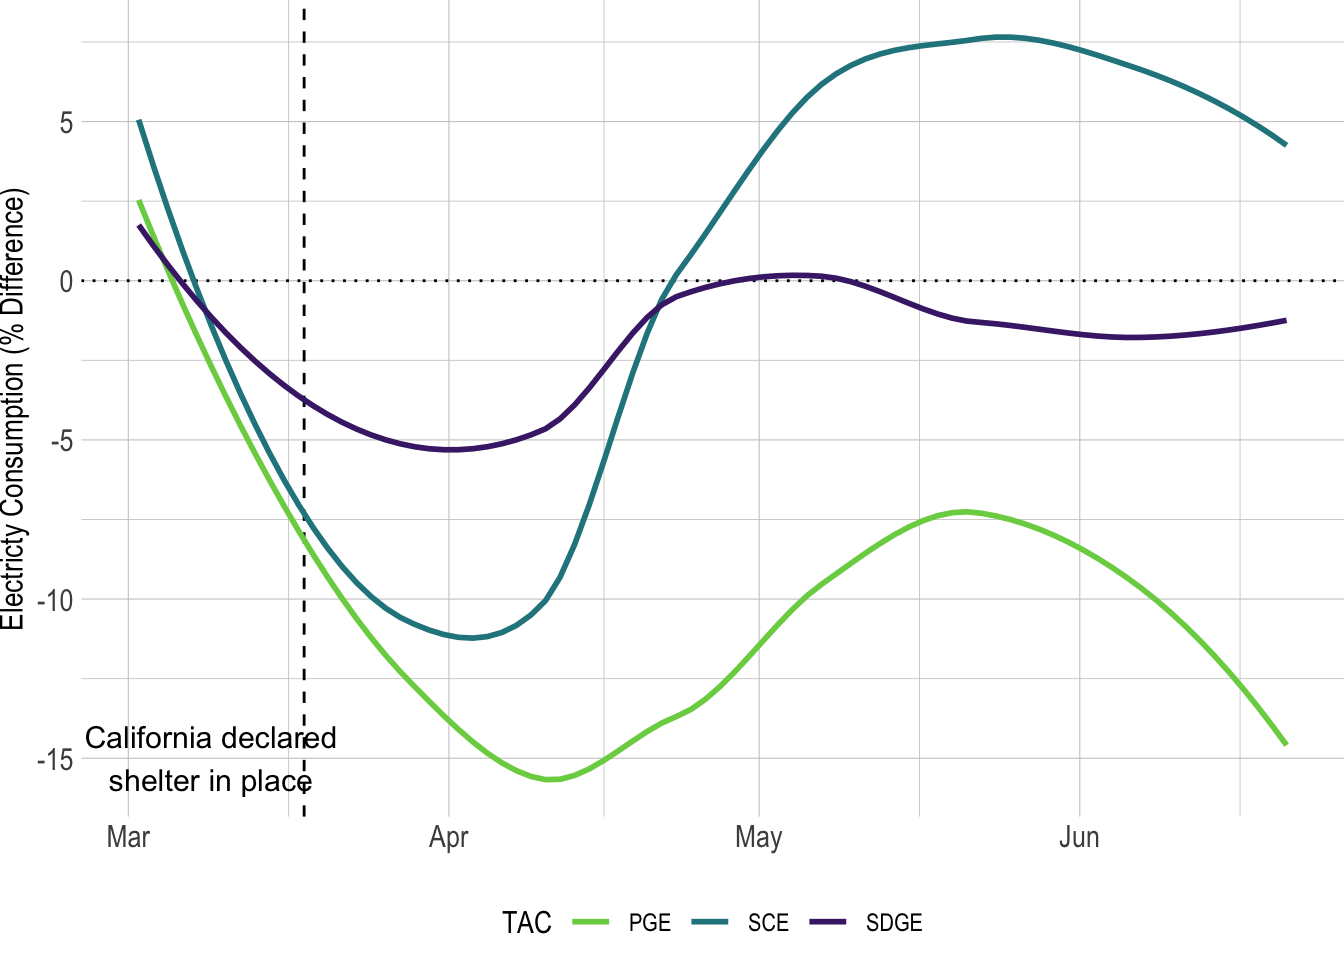 Electricty Consumption (% Difference)
5
0
-5
-10
-15
California declared
shelter in place
Mar Apr May Jun
TAC PGE SCE SDGE